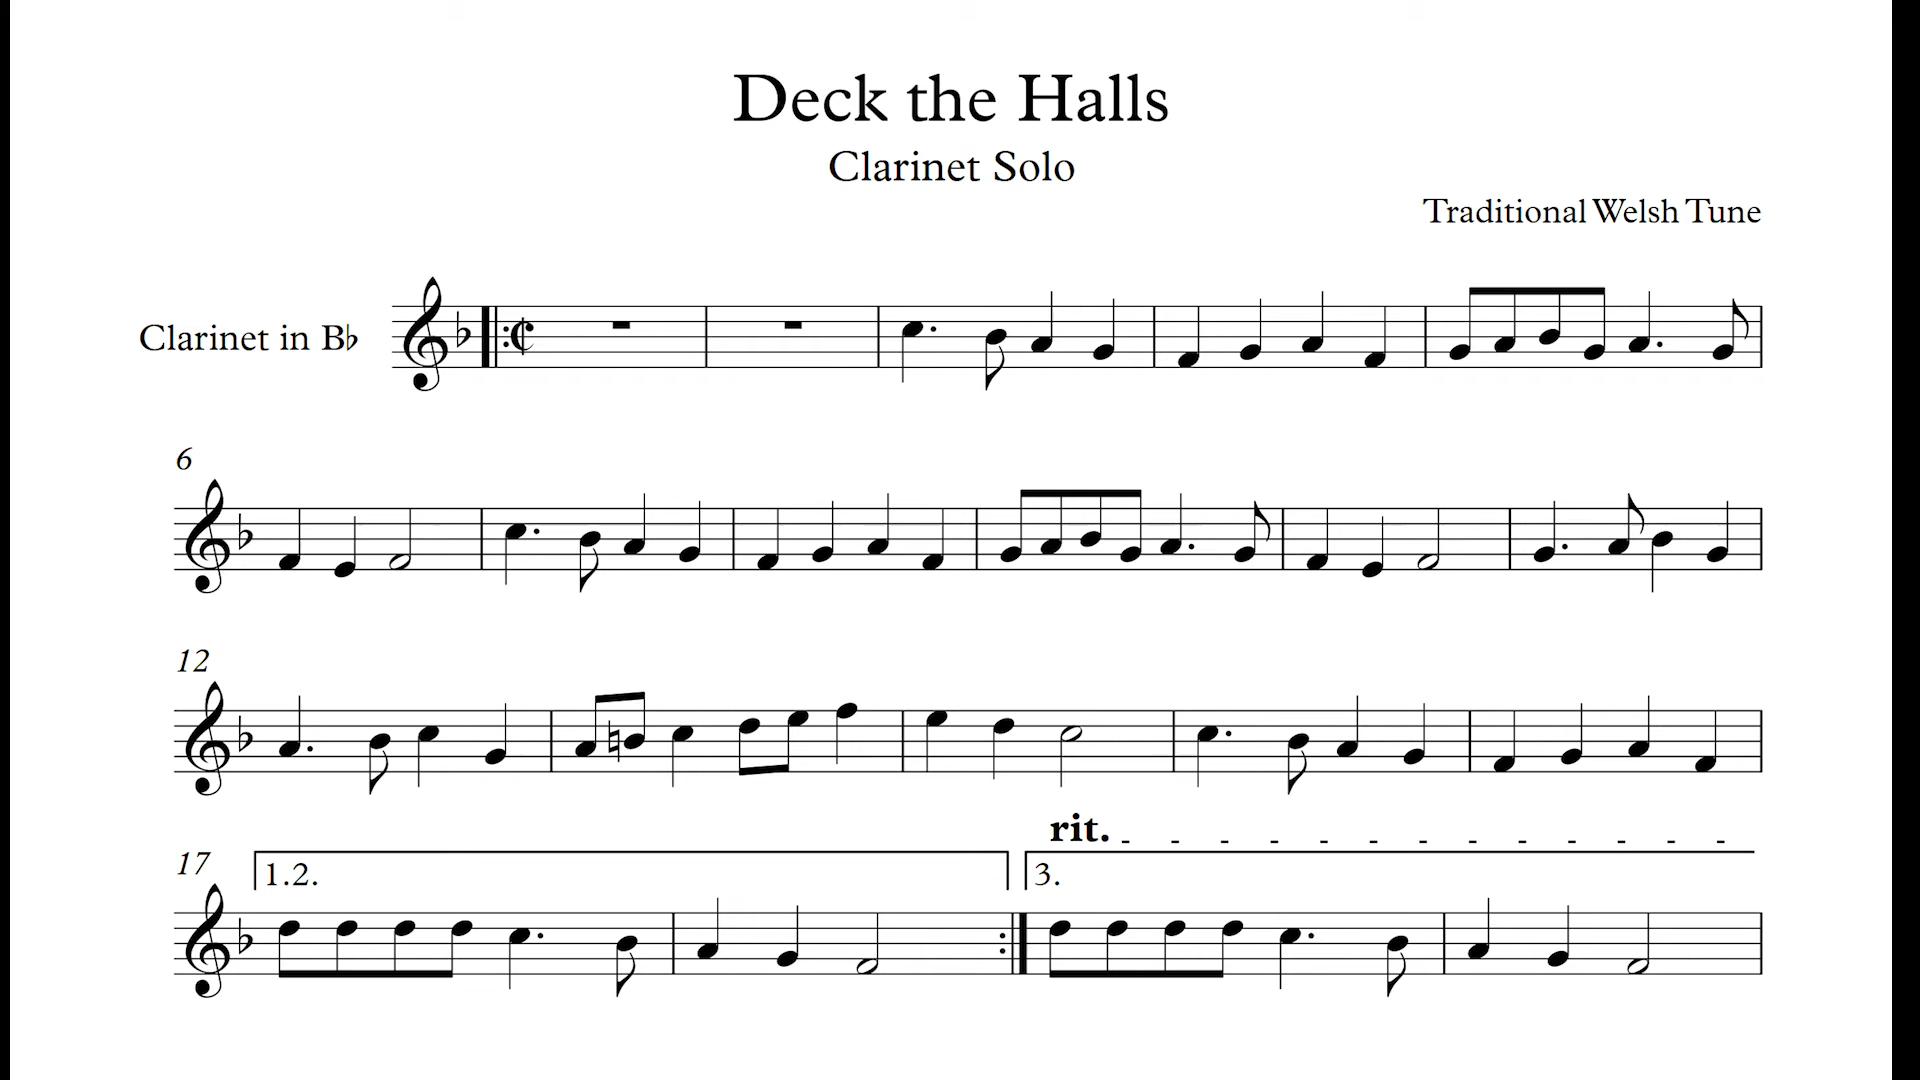 Deck the Halls
Clarinet Solo
Traditional Welsh Tune
Clarinet in B♭
6
12
rit.
17
1.2.
3.